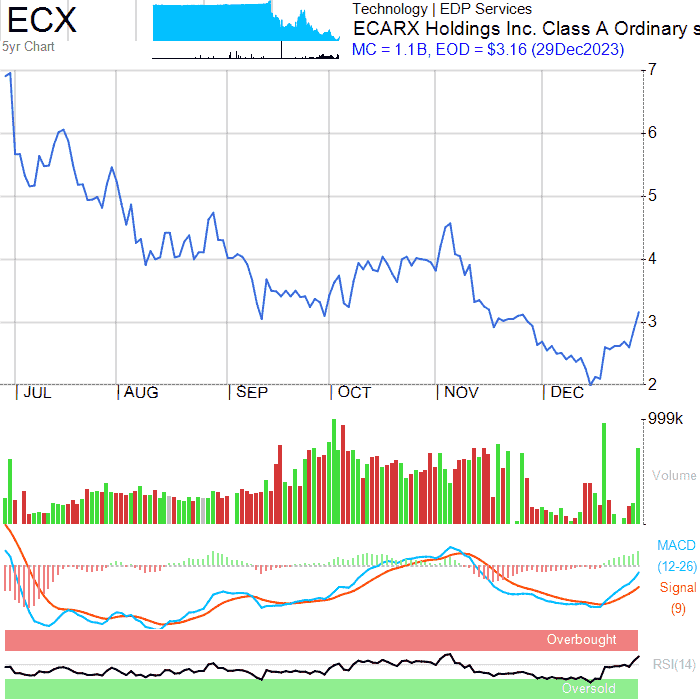 ECX
5yr Chart
Technology | EDP Services
ECARX Holdings Inc. Class A Ordinary s
MC = 1.1B, EOD = $3.16 (29Dec2023)
7
6
5
4
3
2
JUL AUG SEP OCT NOV DEC
999k
Volume
MACD
(12-26)
Signal
(9)
Overbought
RSI(14)
Oversold